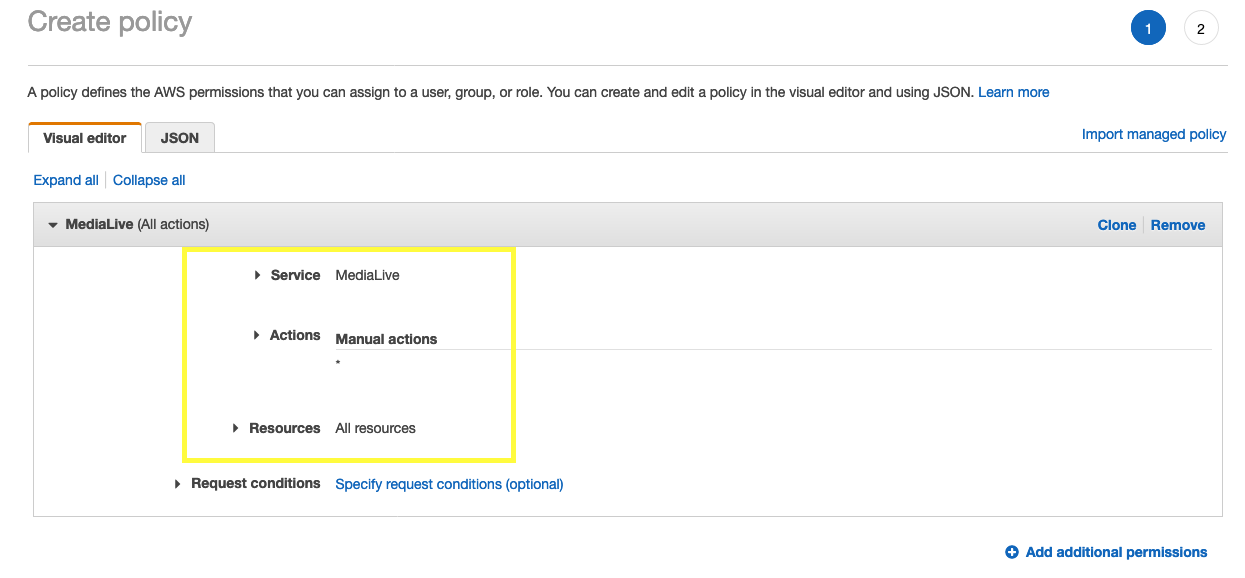 Create policy
1 2
A policy defines the AWS permissions that you can assign to a user, group, or role. You can create and edit a policy in the visual editor and using JSON. Learn more
Visual editor JSON Import managed policy
Expand all Collapse all
MediaLive (All actions) Clone Remove
Service MediaLive
Actions Manual actions
*
Resources All resources
Request conditions Specify request conditions (optional)
Add additional permissions